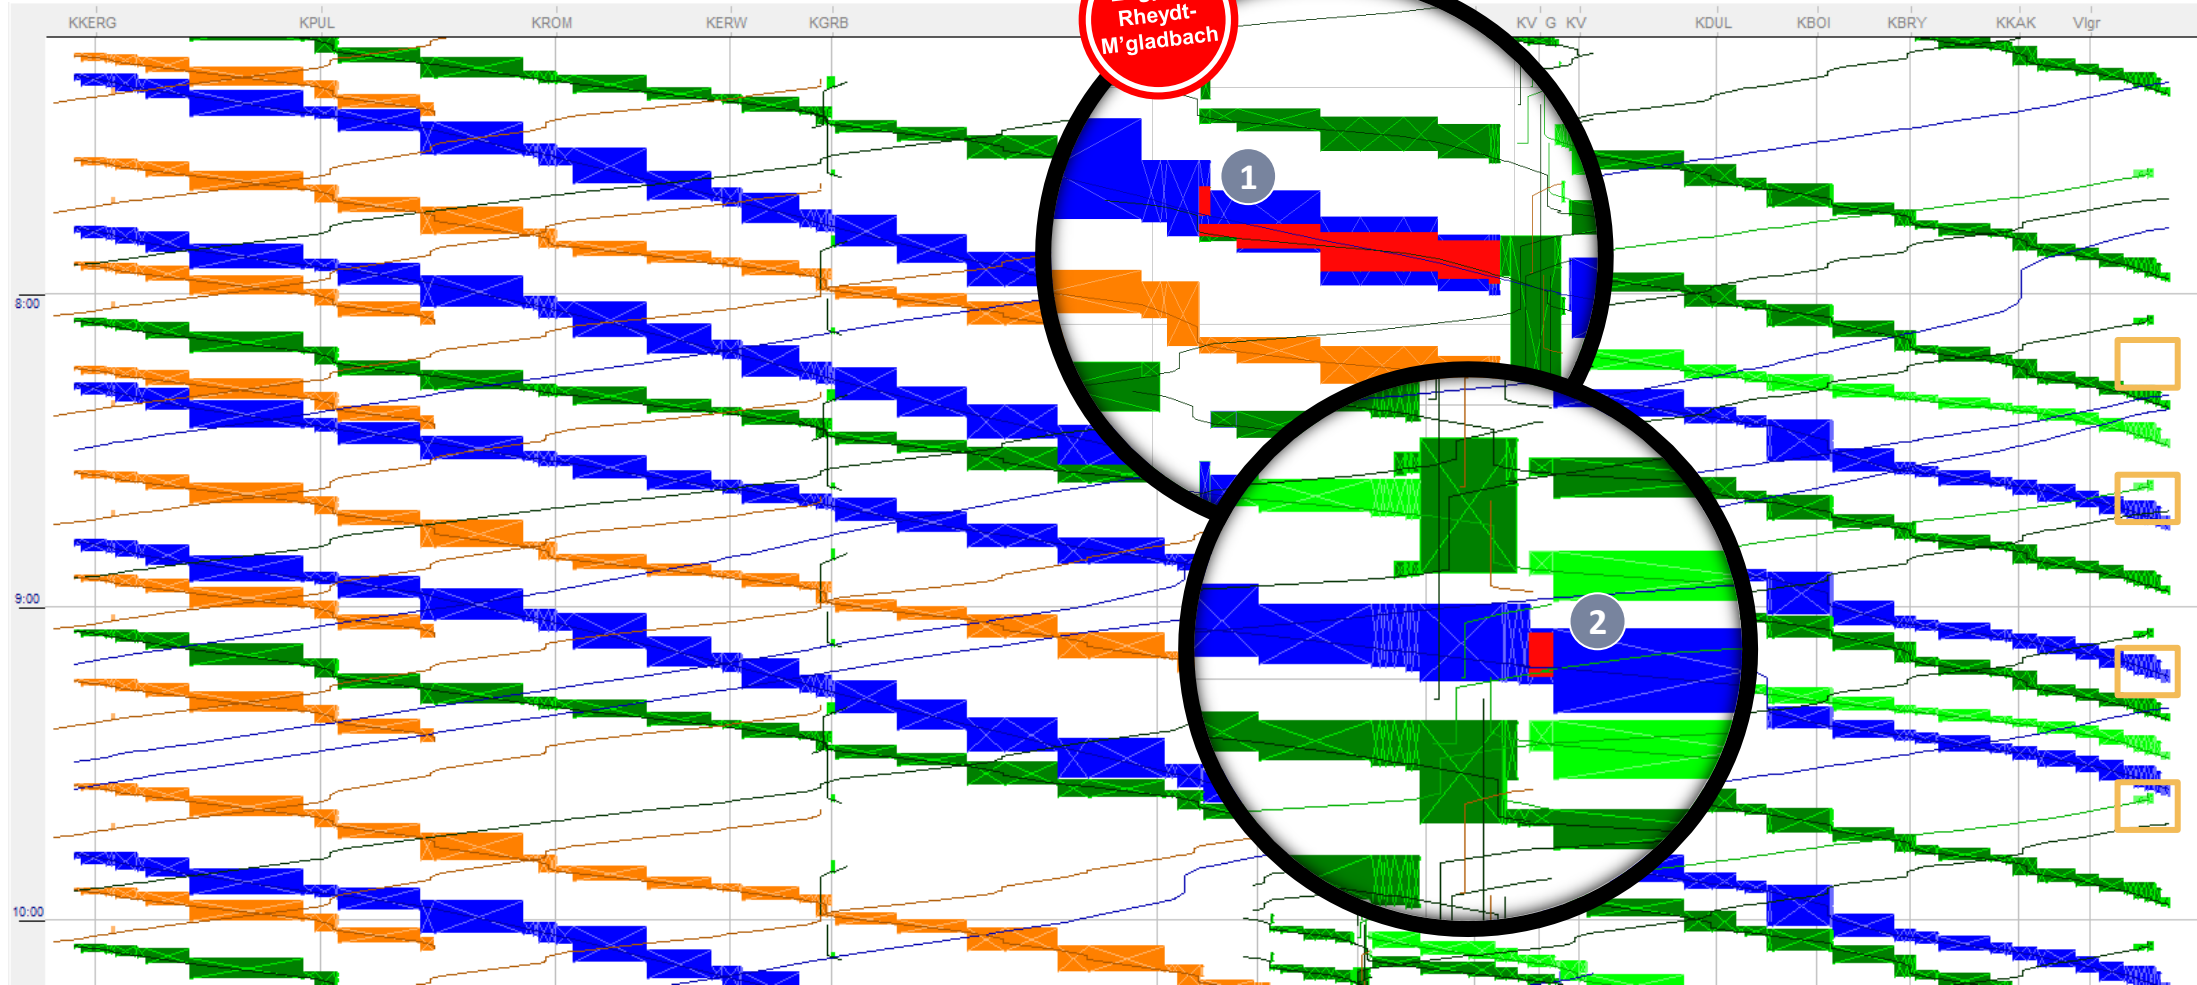 KKERG KPUL KROM KERW KGRB KV G KV KDUL KBOI KBRY KKAK Vlgr
Rheydt-
M'gladbach
1
8:00
9:00
2
10:00